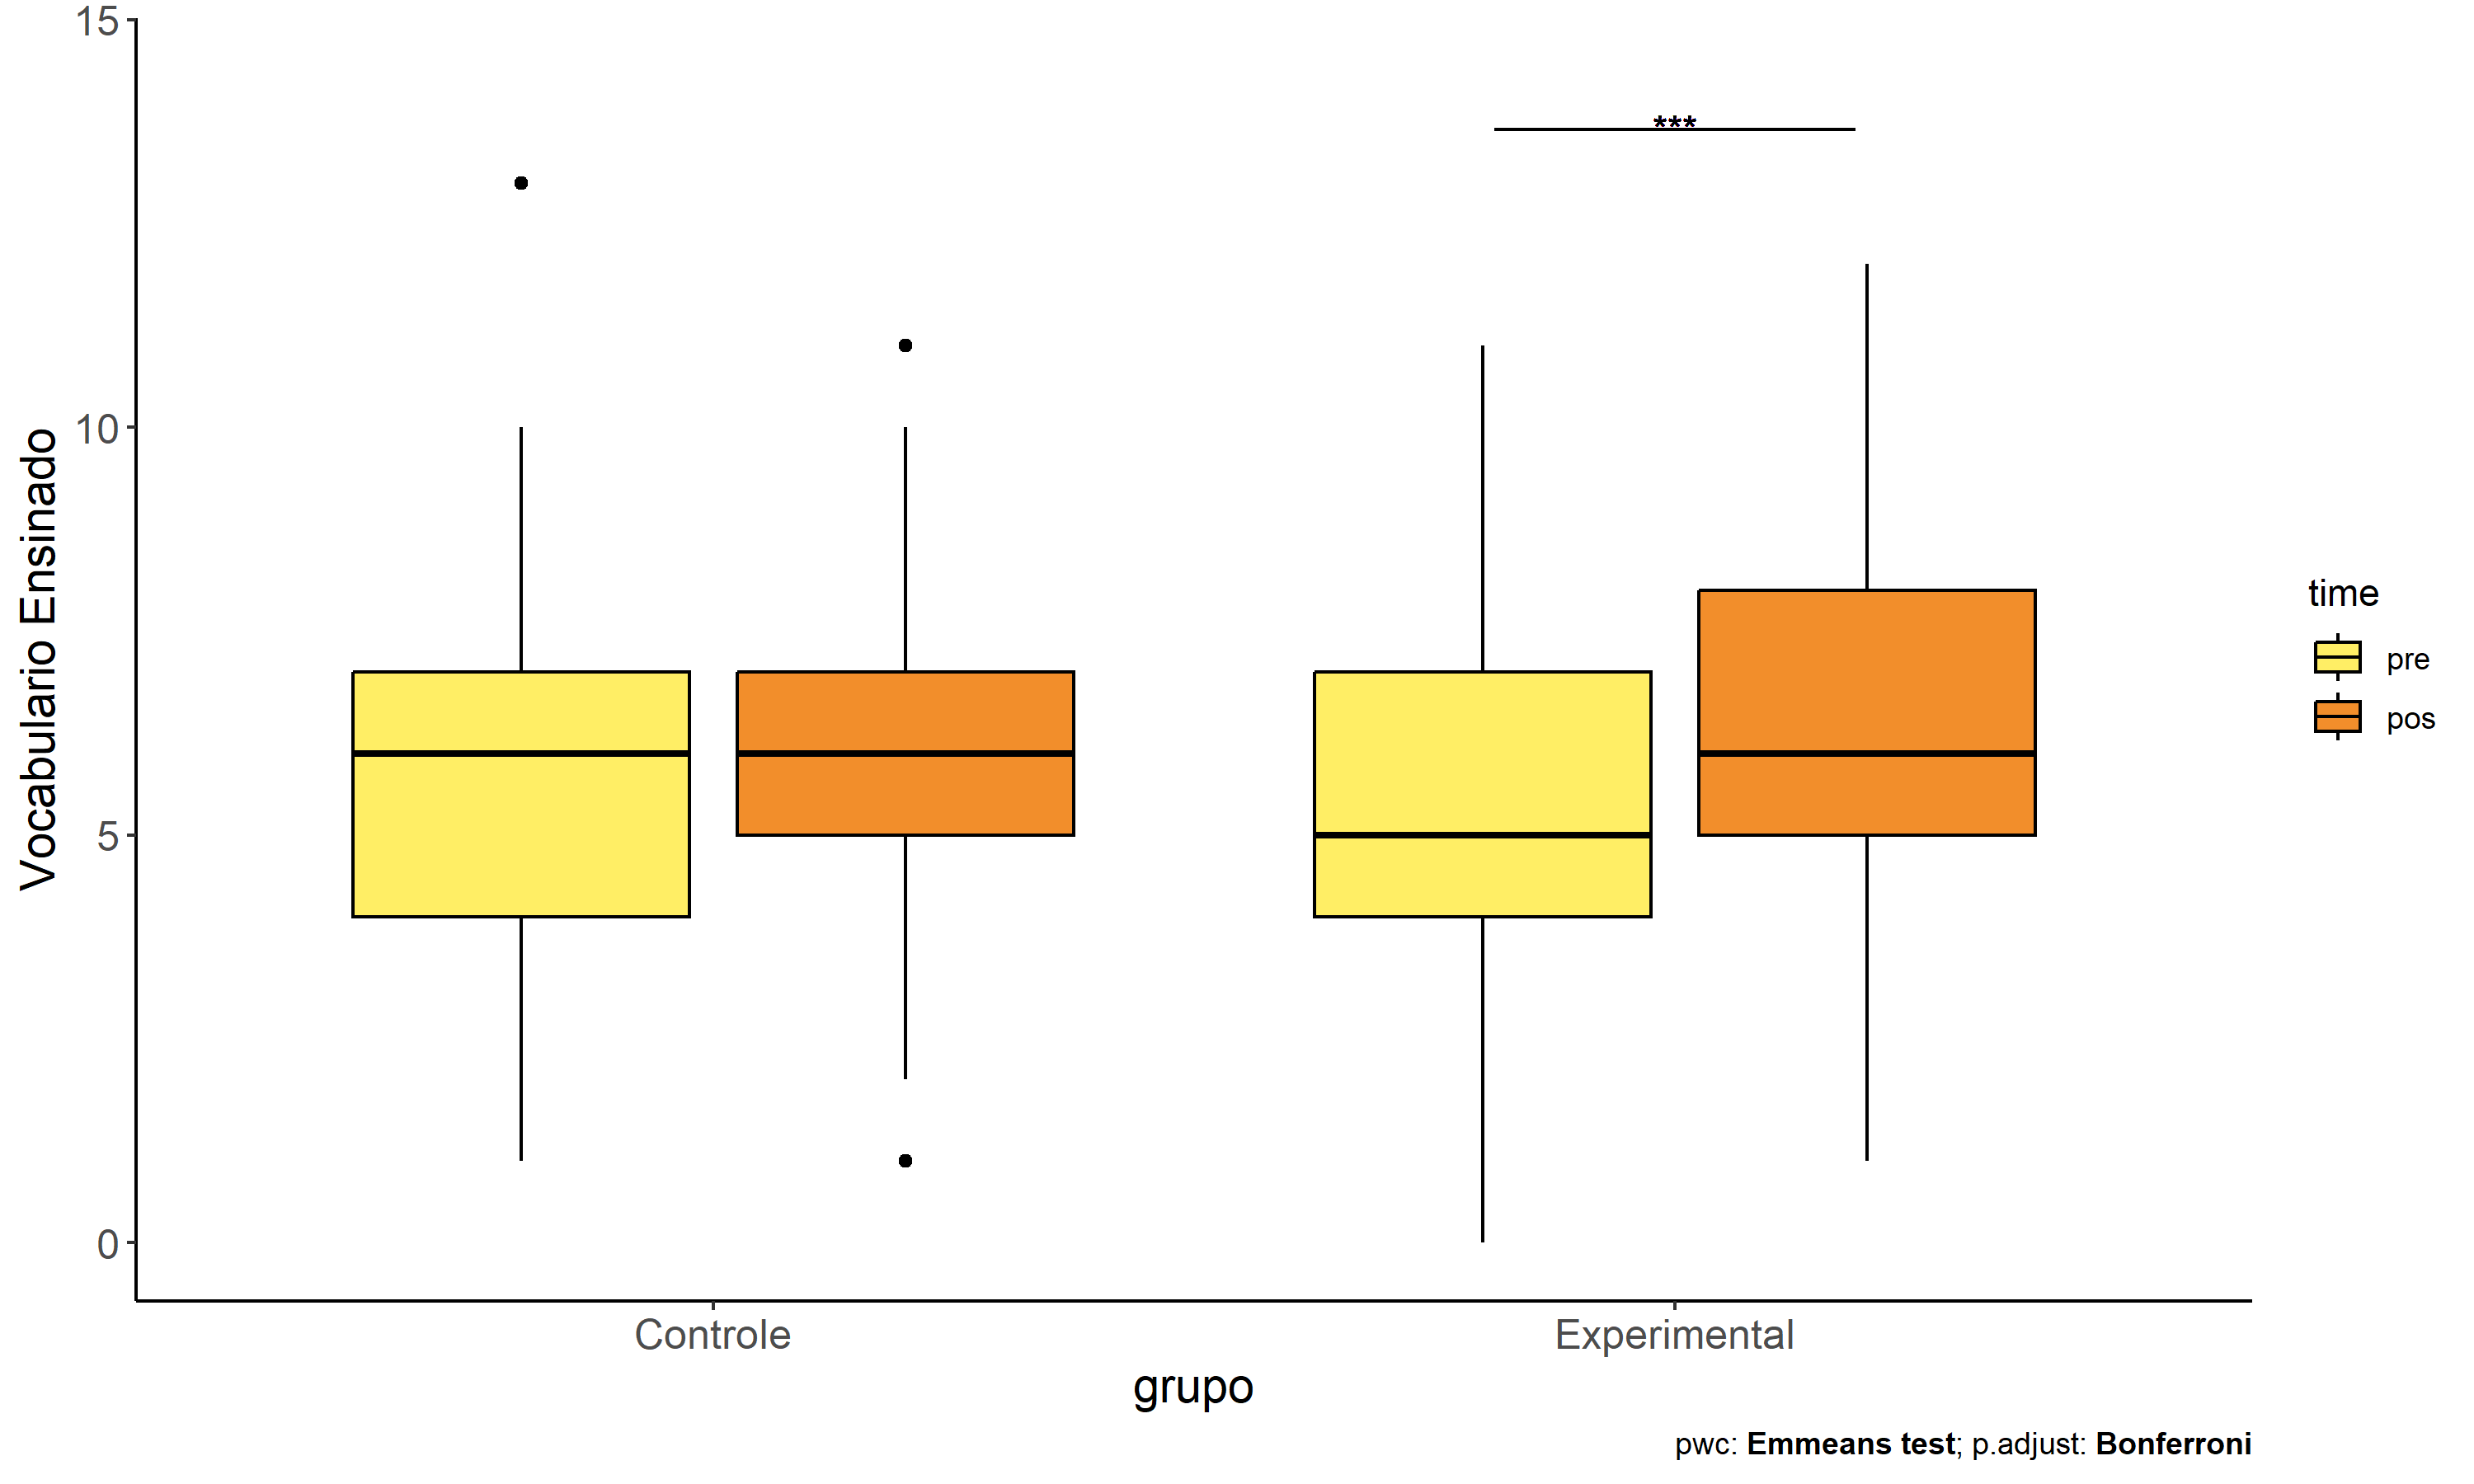 Vocabulario Ensinado
15
10
5
0
***
Controle
Experimental
grupo
time
pre
pos
pwc: Emmeans test; p.adjust: Bonferroni